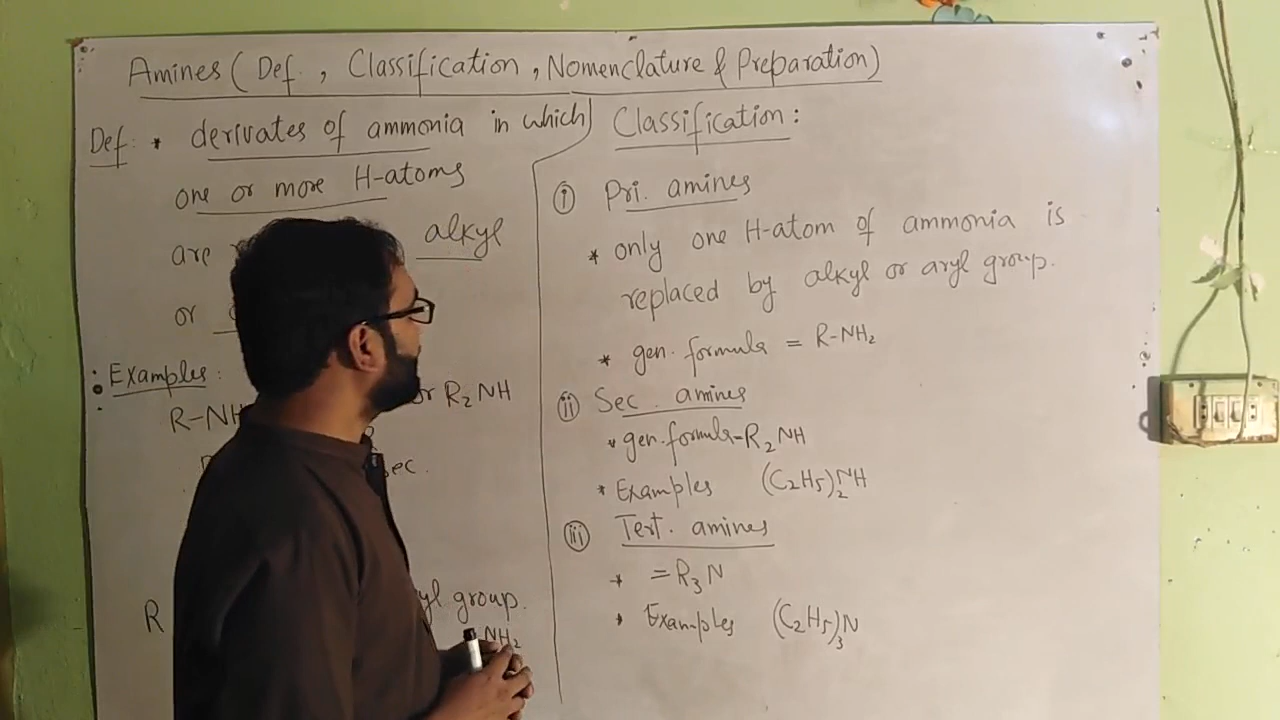 Amines ( Def. , Classification , Nomenclature & Preparation)
Def: * derivates of ammonia in which
one or more H-atoms
are alkyl
or
Examples :
R-NH or R2NH
sec.
R yl group.
NH2
Classification :
(i) Pri. amines
* only one H-atom of ammonia is
replaced by alkyl or aryl group.
* gen. formula = R-NH2
(ii) Sec. amines
* gen. formula-R2NH
* Examples (C2H5)2NH
(iii) Tert. amines
* =R3N
* Examples (C2H5)3N